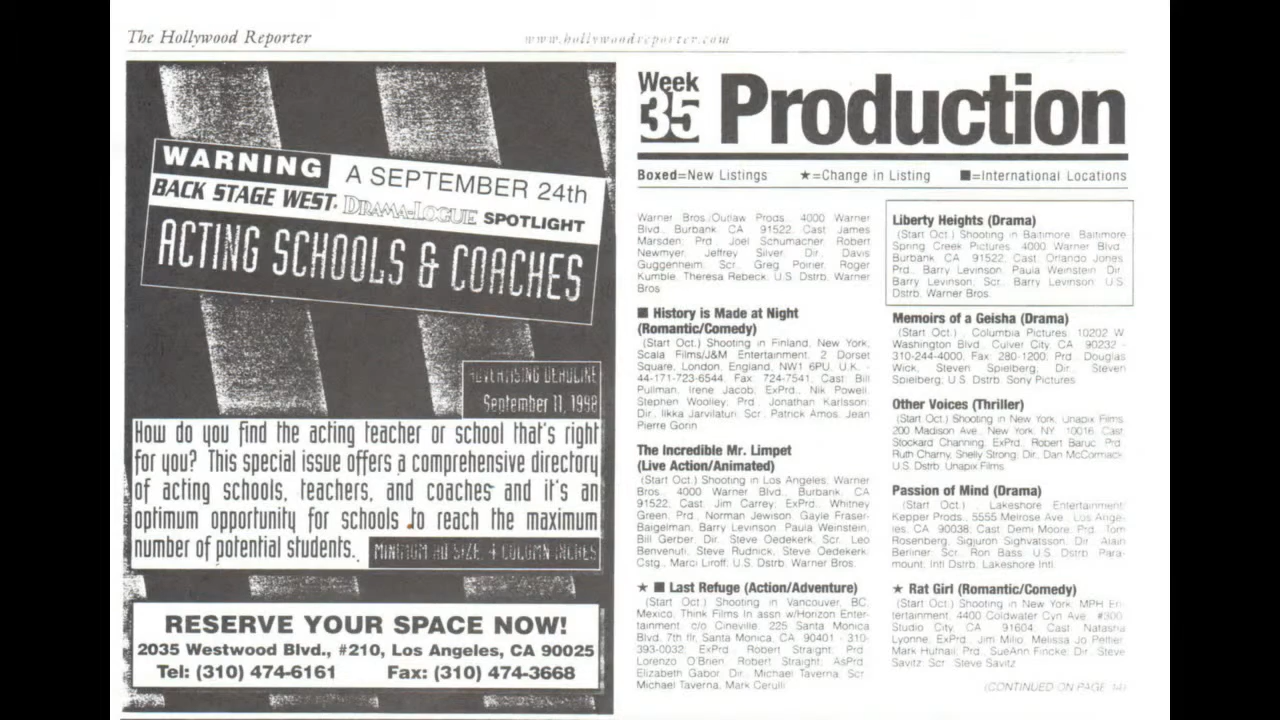 The Hollywood Reporter
www.hollywoodreporter.com
WARNING
A SEPTEMBER 24th
BACK STAGE WEST. DRAMA-LOGUE SPOTLIGHT
ACTING SCHOOLS & COACHES
ADVERTISING DEADLINE
September 11, 1998
How do you find the acting teacher or school that's right
for you? This special issue offers a comprehensive directory
of acting schools, teachers, and coaches and it's an
optimum opportunity for schools to reach the maximum
number of potential students.
MINIMUM AD SIZE, 4 COLUMN INCHES
RESERVE YOUR SPACE NOW!
2035 Westwood Blvd., #210, Los Angeles, CA 90025
Tel: (310) 474-6161 Fax: (310) 474-3668
Week
35
Production
Boxed=New Listings ★=Change in Listing ■=International Locations
Warner Bros./Outlaw Prods., 4000 Warner
Blvd., Burbank, CA 91522, Cast James
Marsden; Prd., Joel Schumacher, Robert
Newmyer, Jeffrey Silver, Dir., Davis
Guggenheim, Scr., Greg Poirier, Roger
Kumble, Theresa Rebeck; U.S. Dstrb. Warner
Bros
■ History is Made at Night
(Romantic/Comedy)
(Start Oct.) Shooting in Finland, New York,
Scala Films/J&M Entertainment, 2 Dorset
Square, London, England, NW1 6PU, U.K. -
44-171-723-6544, Fax: 724-7541, Cast: Bill
Pullman, Irene Jacob; ExPrd., Nik Powell,
Stephen Woolley; Prd., Jonathan Karlsson;
Dir., Ilkka Jarvilaturi; Scr., Patrick Amos, Jean
Pierre Gorin
The Incredible Mr. Limpet
(Live Action/Animated)
(Start Oct.) Shooting in Los Angeles, Warner
Bros., 4000 Warner Blvd., Burbank, CA
91522, Cast: Jim Carrey; ExPrd., Whitney
Green, Prd., Norman Jewison, Gayle Fraser-
Baigelman, Barry Levinson, Paula Weinstein,
Bill Gerber; Dir., Steve Oedekerk, Scr., Leo
Benvenuti, Steve Rudnick, Steve Oedekerk,
Cstg., Marci Liroff; U.S. Dstrb. Warner Bros.
★ ■ Last Refuge (Action/Adventure)
(Start Oct.) Shooting in Vancouver, BC,
Mexico, Think Films In assn w/Horizon Enter-
tainment, c/o Cineville, 225 Santa Monica
Blvd. 7th flr, Santa Monica, CA 90401 - 310-
393-0032, ExPrd., Robert Straight; Prd.,
Lorenzo O'Brien, Robert Straight; AsPrd.,
Elizabeth Gabor, Dir., Michael Taverna, Scr.,
Michael Taverna, Mark Cerulli
Liberty Heights (Drama)
(Start Oct.) Shooting in Baltimore, Baltimore
Spring Creek Pictures, 4000 Warner Blvd.
Burbank CA 91522, Cast: Orlando Jones
Prd., Barry Levinson, Paula Weinstein Dir.
Barry Levinson; Scr., Barry Levinson; U.S.
Dstrb. Warner Bros.
Memoirs of a Geisha (Drama)
(Start Oct.), Columbia Pictures, 10202 W
Washington Blvd., Culver City, CA 90232 -
310-244-4000, Fax: 280-1200, Prd., Douglas
Wick, Steven Spielberg, Dir., Steven
Spielberg; U.S. Dstrb. Sony Pictures
Other Voices (Thriller)
(Start Oct.) Shooting in New York, Unapix Films
200 Madison Ave., New York, NY 10016, Cast
Stockard Channing, ExPrd., Robert Baruc, Prd.
Ruth Charny, Shelly Strong; Dir., Dan McCormack
U.S. Dstrb. Unapix Films
Passion of Mind (Drama)
(Start Oct.) Lakeshore Entertainment/
Kepper Prods., 5555 Melrose Ave., Los Ange-
les, CA 90038, Cast: Demi Moore, Prd. Tom
Rosenberg, Sigurjon Sighvatsson, Dir. Alain
Berliner Scr., Ron Bass U.S. Dstrb. Para-
mount, Intl Dstrb. Lakeshore Intl.
★ Rat Girl (Romantic/Comedy)
(Start Oct.) Shooting in New York, MPH En-
tertainment, 4400 Coldwater Cyn Ave. #300
Studio City, CA 91604, Cast Natasha
Lyonne, ExPrd., Jim Milio, Melissa Jo Peltier
Mark Hufnail; Prd., SueAnn Fincke; Dir., Steve
Savitz, Scr., Steve Savitz
(CONTINUED ON PAGE 14)